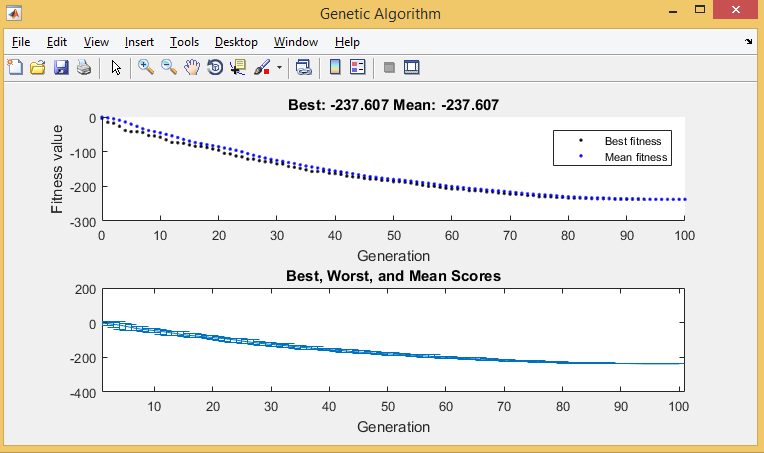 Genetic Algorithm
File Edit View Insert Tools Desktop Window Help
Best: -237.607 Mean: -237.607
Fitness value
0
-100
-200
-300
Best fitness
Mean fitness
0 10 20 30 40 50 60 70 80 90 100
Generation
Best, Worst, and Mean Scores
200
0
-200
-400
10 20 30 40 50 60 70 80 90 100
Generation